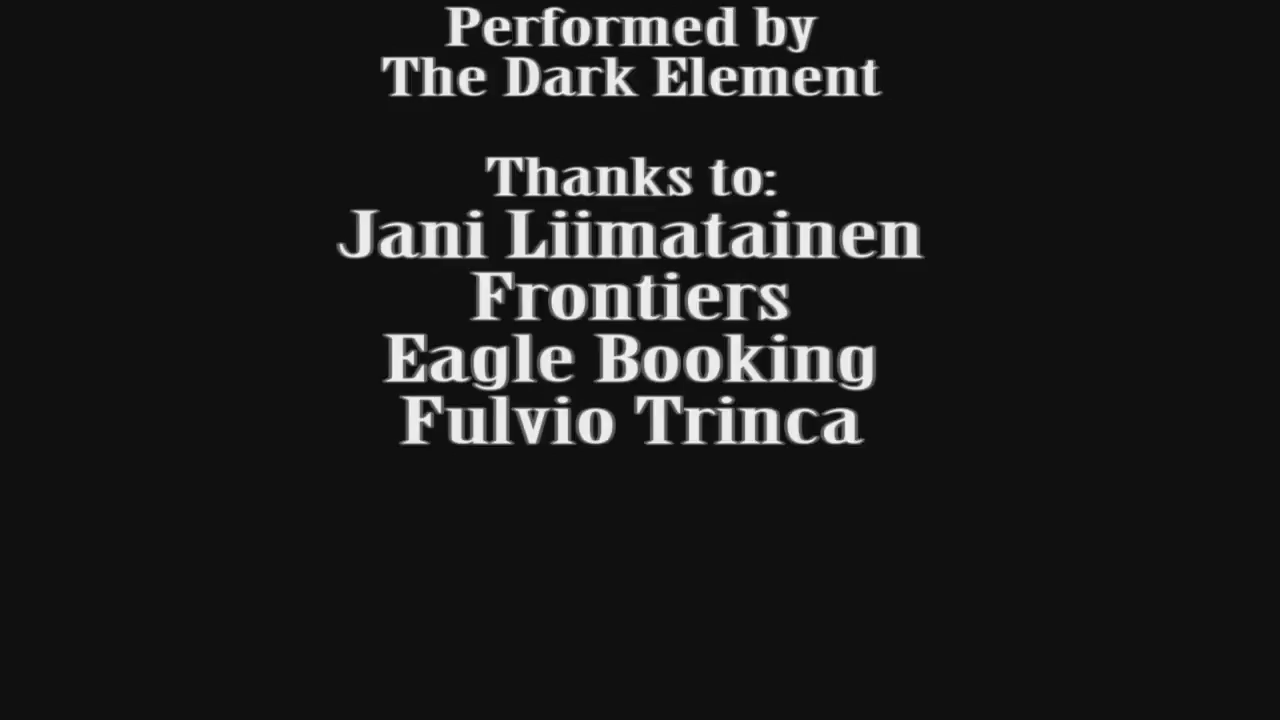 Performed by
The Dark Element
Thanks to:
Jani Liimatainen
Frontiers
Eagle Booking
Fulvio Trinca